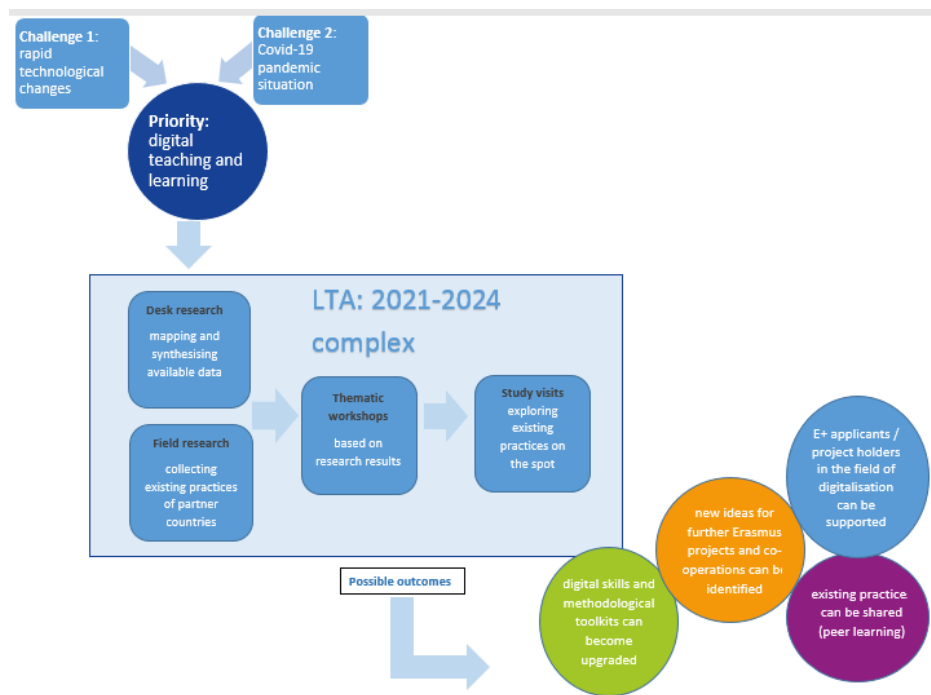 Challenge 1:
rapid
technological
changes
Challenge 2:
Covid-19
pandemic
situation
Priority:
digital
teaching and
learning
LTA: 2021-2024
complex
Desk research
mapping and
synthesising
available data
Field research
collecting
existing practices
of partner
countries
Thematic
workshops
based on
research results
Study visits
exploring
existing
practices on
the spot
Possible outcomes
digital skills and
methodological
toolkits can
become
upgraded
new ideas for
further Erasmus
projects and co-
operations can be
identified
E+ applicants /
project holders
in the field of
digitalisation
can be
supported
existing practice
can be shared
(peer learning)